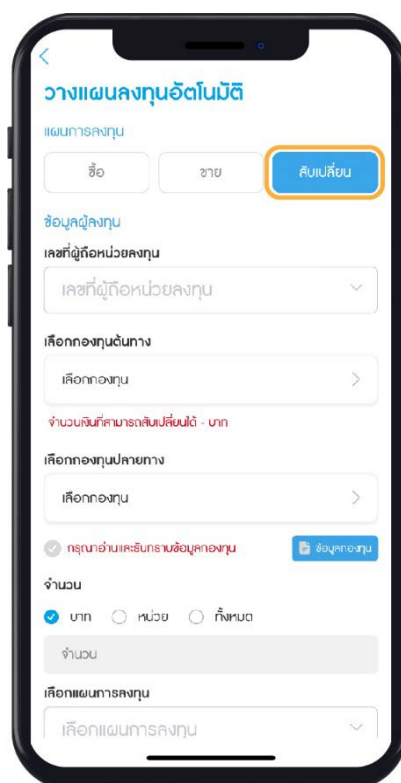 วางแผนลงทุนอัตโนมัติ
แผนการลงทุน
ซื้อ ขาย สับเปลี่ยน
ข้อมูลผู้ลงทุน
เลขที่ผู้ถือหน่วยลงทุน
เลขที่ผู้ถือหน่วยลงทุน
เลือกกองทุนต้นทาง
เลือกกองทุน
จำนวนเงินที่สามารถสับเปลี่ยนได้ - บาท
เลือกกองทุนปลายทาง
เลือกกองทุน
กรุณาอ่านและรับทราบข้อมูลกองทุน ข้อมูลกองทุน
จำนวน
บาท หน่วย ทั้งหมด
จำนวน
เลือกแผนการลงทุน
เลือกแผนการลงทุน